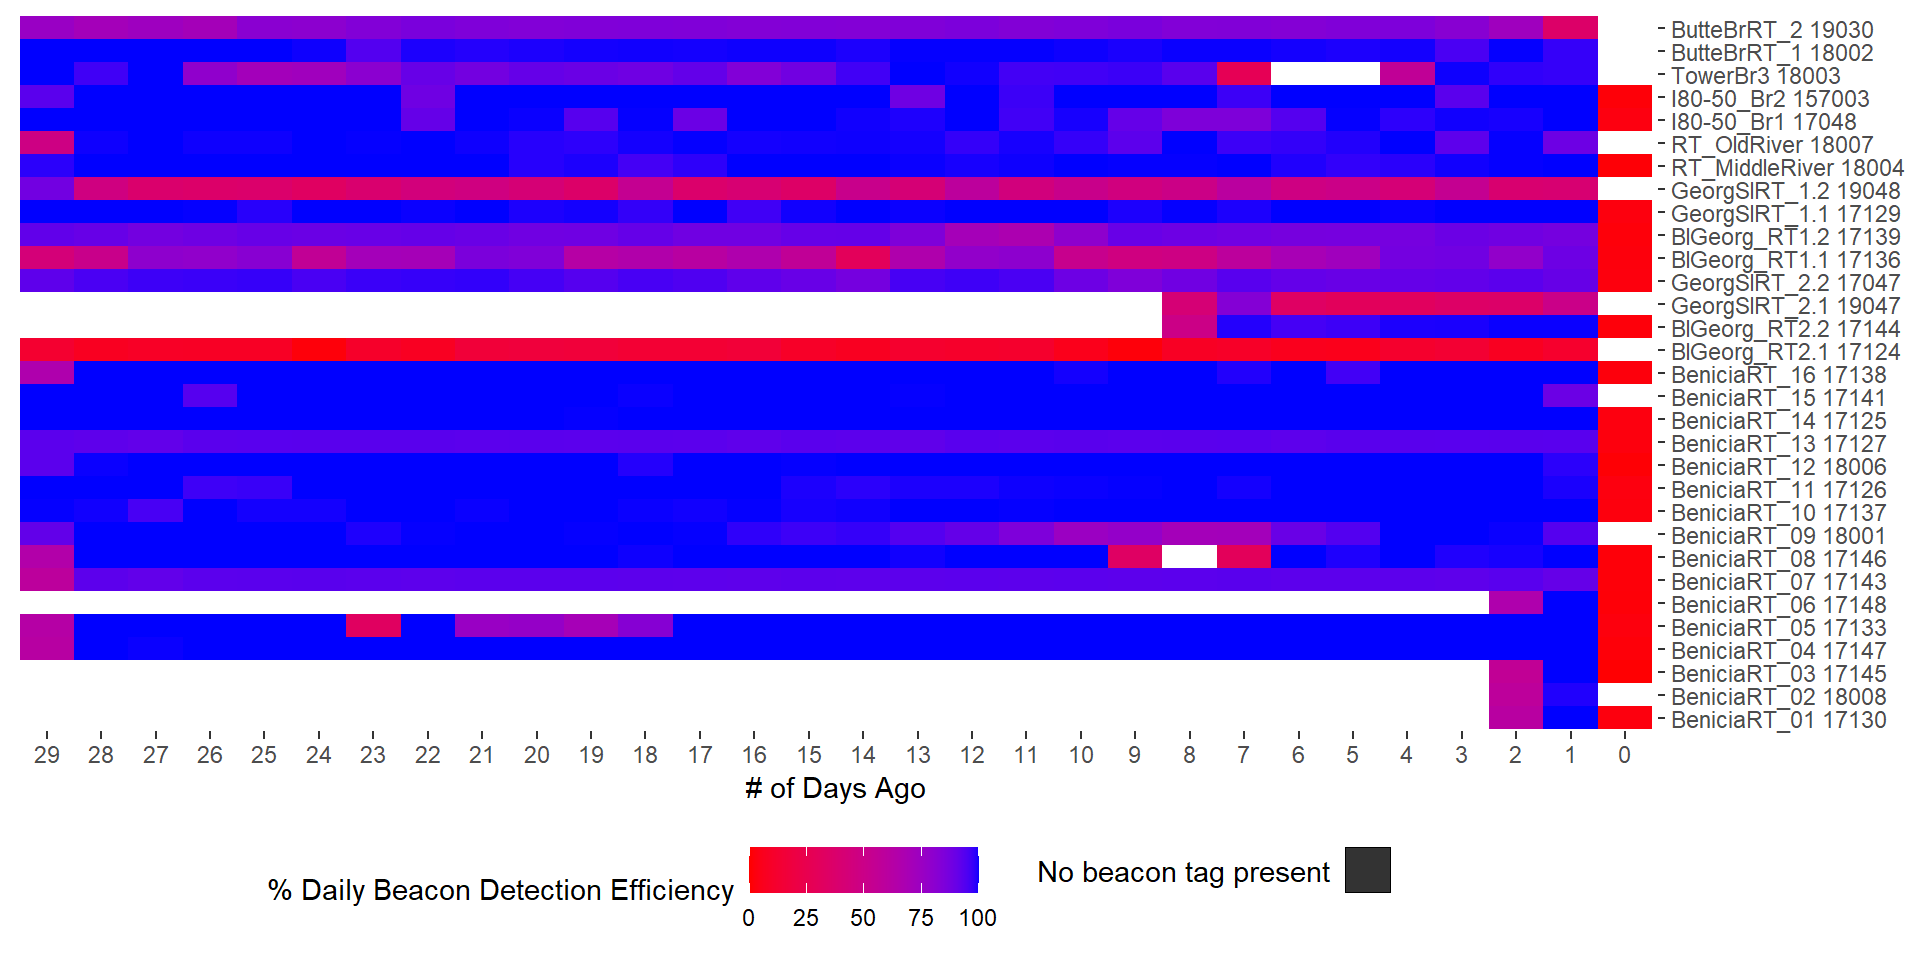 ButteBrRT_2 19030
ButteBrRT_1 18002
TowerBr3 18003
I80-50_Br2 157003
I80-50_Br1 17048
RT_OldRiver 18007
RT_MiddleRiver 18004
GeorgSlRT_1.2 19048
GeorgSlRT_1.1 17129
BlGeorg_RT1.2 17139
BlGeorg_RT1.1 17136
GeorgSlRT_2.2 17047
GeorgSlRT_2.1 19047
BlGeorg_RT2.2 17144
BlGeorg_RT2.1 17124
BeniciaRT_16 17138
BeniciaRT_15 17141
BeniciaRT_14 17125
BeniciaRT_13 17127
BeniciaRT_12 18006
BeniciaRT_11 17126
BeniciaRT_10 17137
BeniciaRT_09 18001
BeniciaRT_08 17146
BeniciaRT_07 17143
BeniciaRT_06 17148
BeniciaRT_05 17133
BeniciaRT_04 17147
BeniciaRT_03 17145
BeniciaRT_02 18008
BeniciaRT_01 17130
29 28 27 26 25 24 23 22 21 20 19 18 17 16 15 14 13 12 11 10 9 8 7 6 5 4 3 2 1 0
# of Days Ago
% Daily Beacon Detection Efficiency
0 25 50 75 100
No beacon tag present